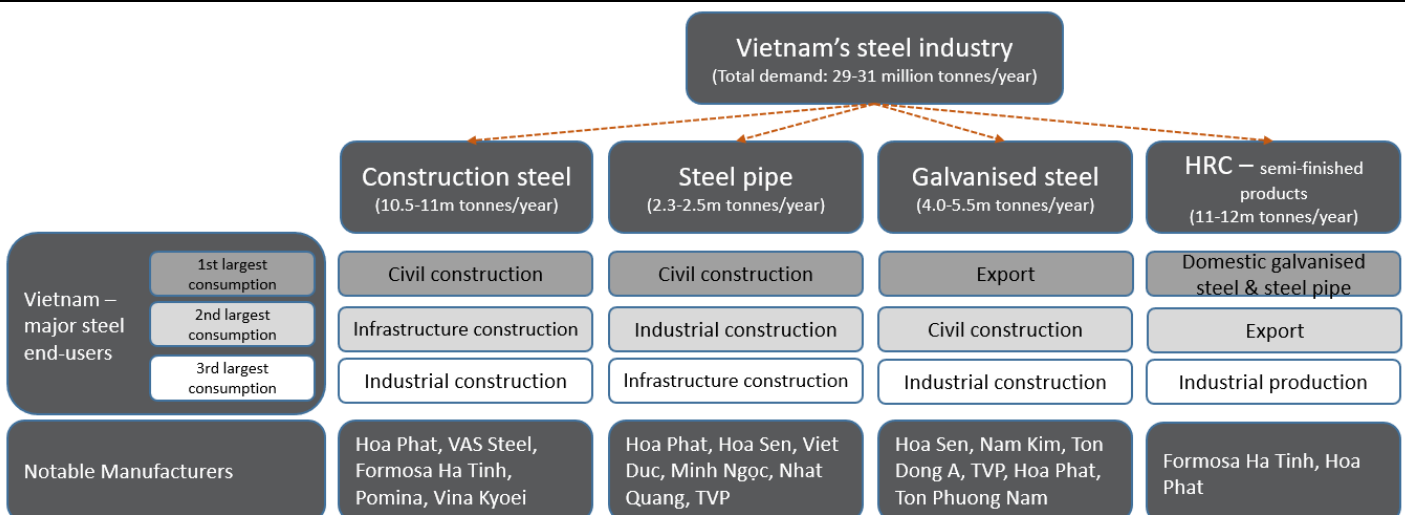 Vietnam’s steel industry
(Total demand: 29-31 million tonnes/year)
Construction steel
(10.5-11m tonnes/year)
Steel pipe
(2.3-2.5m tonnes/year)
Galvanised steel
(4.0-5.5m tonnes/year)
HRC – semi-finished
products
(11-12m tonnes/year)
Vietnam –
major steel
end-users
1st largest
consumption
Civil construction
Civil construction
Export
Domestic galvanised
steel & steel pipe
2nd largest
consumption
Infrastructure construction
Industrial construction
Civil construction
Export
3rd largest
consumption
Industrial construction
Infrastructure construction
Industrial construction
Industrial production
Notable Manufacturers
Hoa Phat, VAS Steel,
Formosa Ha Tinh,
Pomina, Vina Kyoei
Hoa Phat, Hoa Sen, Viet
Duc, Minh Ngọc, Nhat
Quang, TVP
Hoa Sen, Nam Kim, Ton
Dong A, TVP, Hoa Phat,
Ton Phuong Nam
Formosa Ha Tinh, Hoa
Phat